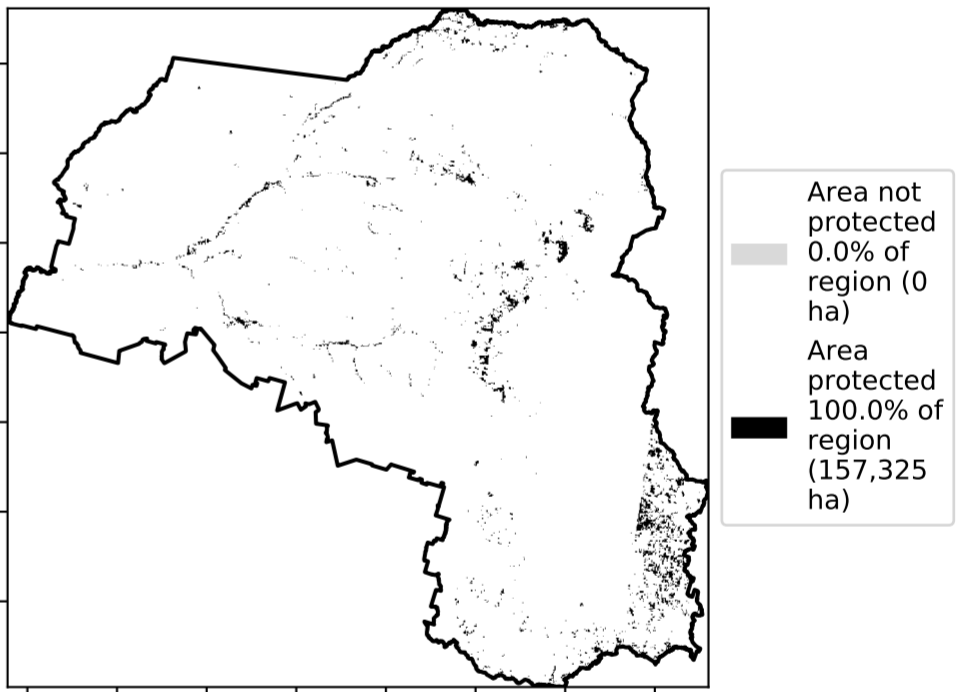 Area not
protected
0.0% of
region (0
ha)
Area
protected
100.0% of
region
(157,325
ha)